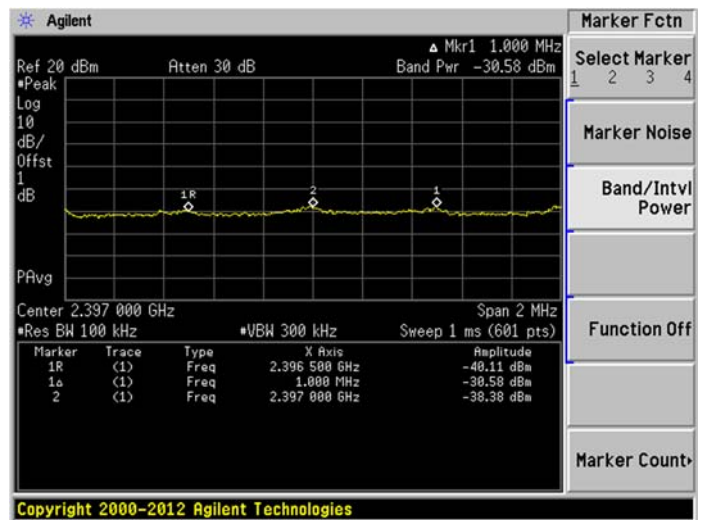 Agilent
Marker Fctn
Δ Mkr1 1.000 MHz
Ref 20 dBm Atten 30 dB Band Pwr -30.58 dBm
#Peak
Log
10
dB/
Offst
1
dB
1R 2 1
PAvg
Center 2.397 000 GHz Span 2 MHz
#Res BW 100 kHz #VBW 300 kHz Sweep 1 ms (601 pts)
Marker Trace Type X Axis Amplitude
1R (1) Freq 2.396 500 GHz -40.11 dBm
1Δ (1) Freq 1.000 MHz -30.58 dBm
2 (1) Freq 2.397 000 GHz -38.38 dBm
Select Marker
1 2 3 4
Marker Noise
Band/Intvl
Power
Function Off
Marker Count
Copyright 2000-2012 Agilent Technologies